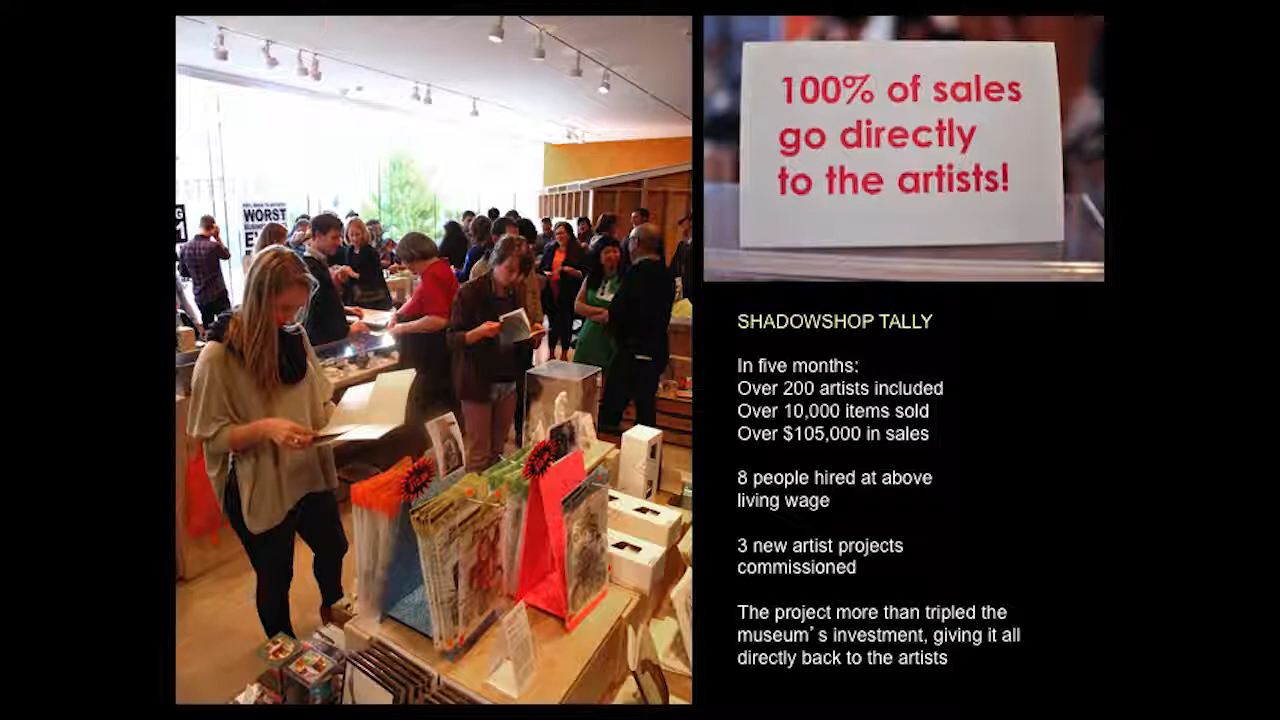 G
1
WORST
100% of sales
go directly
to the artists!
SHADOWSHOP TALLY
In five months:
Over 200 artists included
Over 10,000 items sold
Over $105,000 in sales
8 people hired at above
living wage
3 new artist projects
commissioned
The project more than tripled the
museum's investment, giving it all
directly back to the artists